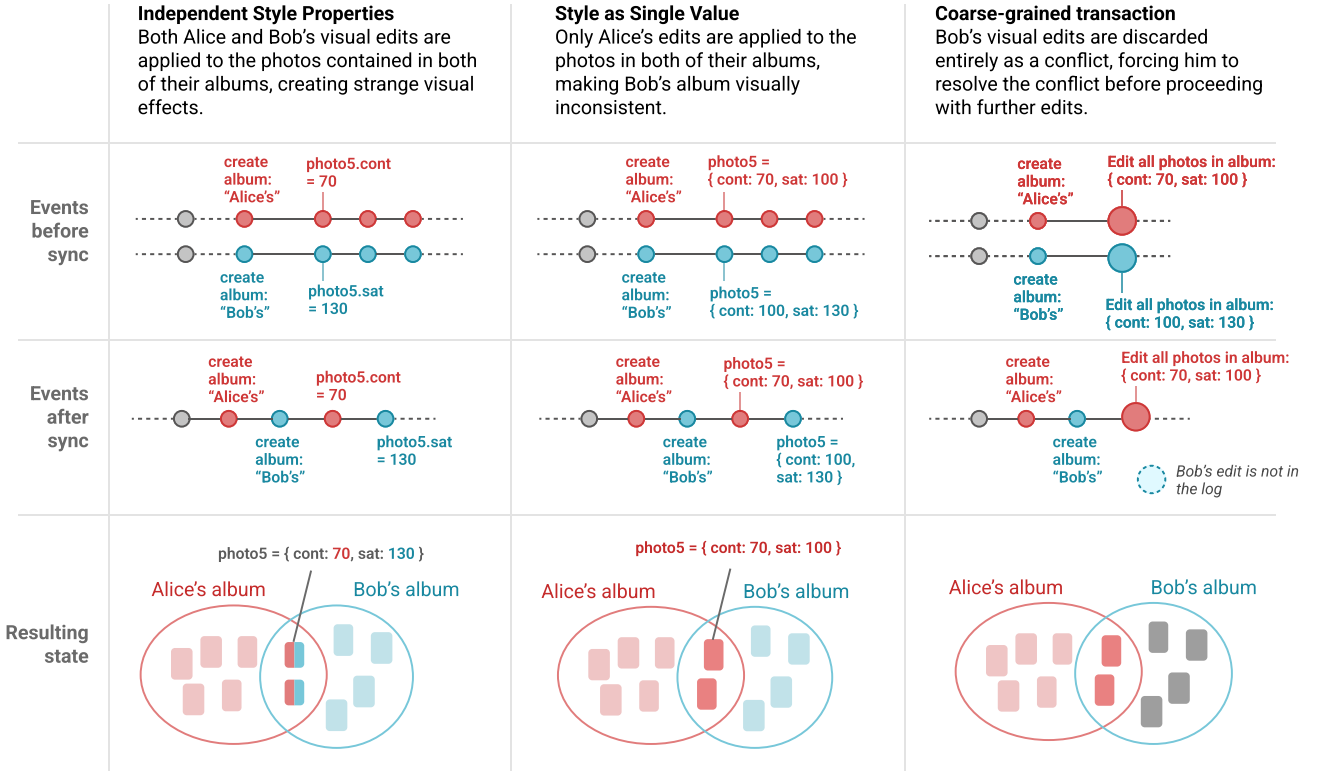 Independent Style Properties
Both Alice and Bob’s visual edits are
applied to the photos contained in both
of their albums, creating strange visual
effects.
Style as Single Value
Only Alice’s edits are applied to the
photos in both of their albums,
making Bob’s album visually
inconsistent.
Coarse-grained transaction
Bob’s visual edits are discarded
entirely as a conflict, forcing him to
resolve the conflict before proceeding
with further edits.
Events
before
sync
create
album:
“Alice’s”
photo5.cont
= 70
create
album:
“Bob’s”
photo5.sat
= 130
create
album:
“Alice’s”
photo5 =
{ cont: 70, sat: 100 }
create
album:
“Bob’s”
photo5 =
{ cont: 100, sat: 130 }
create
album:
“Alice’s”
Edit all photos in album:
{ cont: 70, sat: 100 }
create
album:
“Bob’s”
Edit all photos in album:
{ cont: 100, sat: 130 }
Events
after
sync
create
album:
“Alice’s”
photo5.cont
= 70
create
album:
“Bob’s”
photo5.sat
= 130
create
album:
“Alice’s”
photo5 =
{ cont: 70, sat: 100 }
create
album:
“Bob’s”
photo5 =
{ cont: 100,
sat: 130 }
create
album:
“Alice’s”
Edit all photos in album:
{ cont: 70, sat: 100 }
create
album:
“Bob’s”
Bob’s edit is not in
the log
Resulting
state
photo5 = { cont: 70, sat: 130 }
Alice’s album
Bob’s album
photo5 = { cont: 70, sat: 100 }
Alice’s album
Bob’s album
Alice’s album
Bob’s album